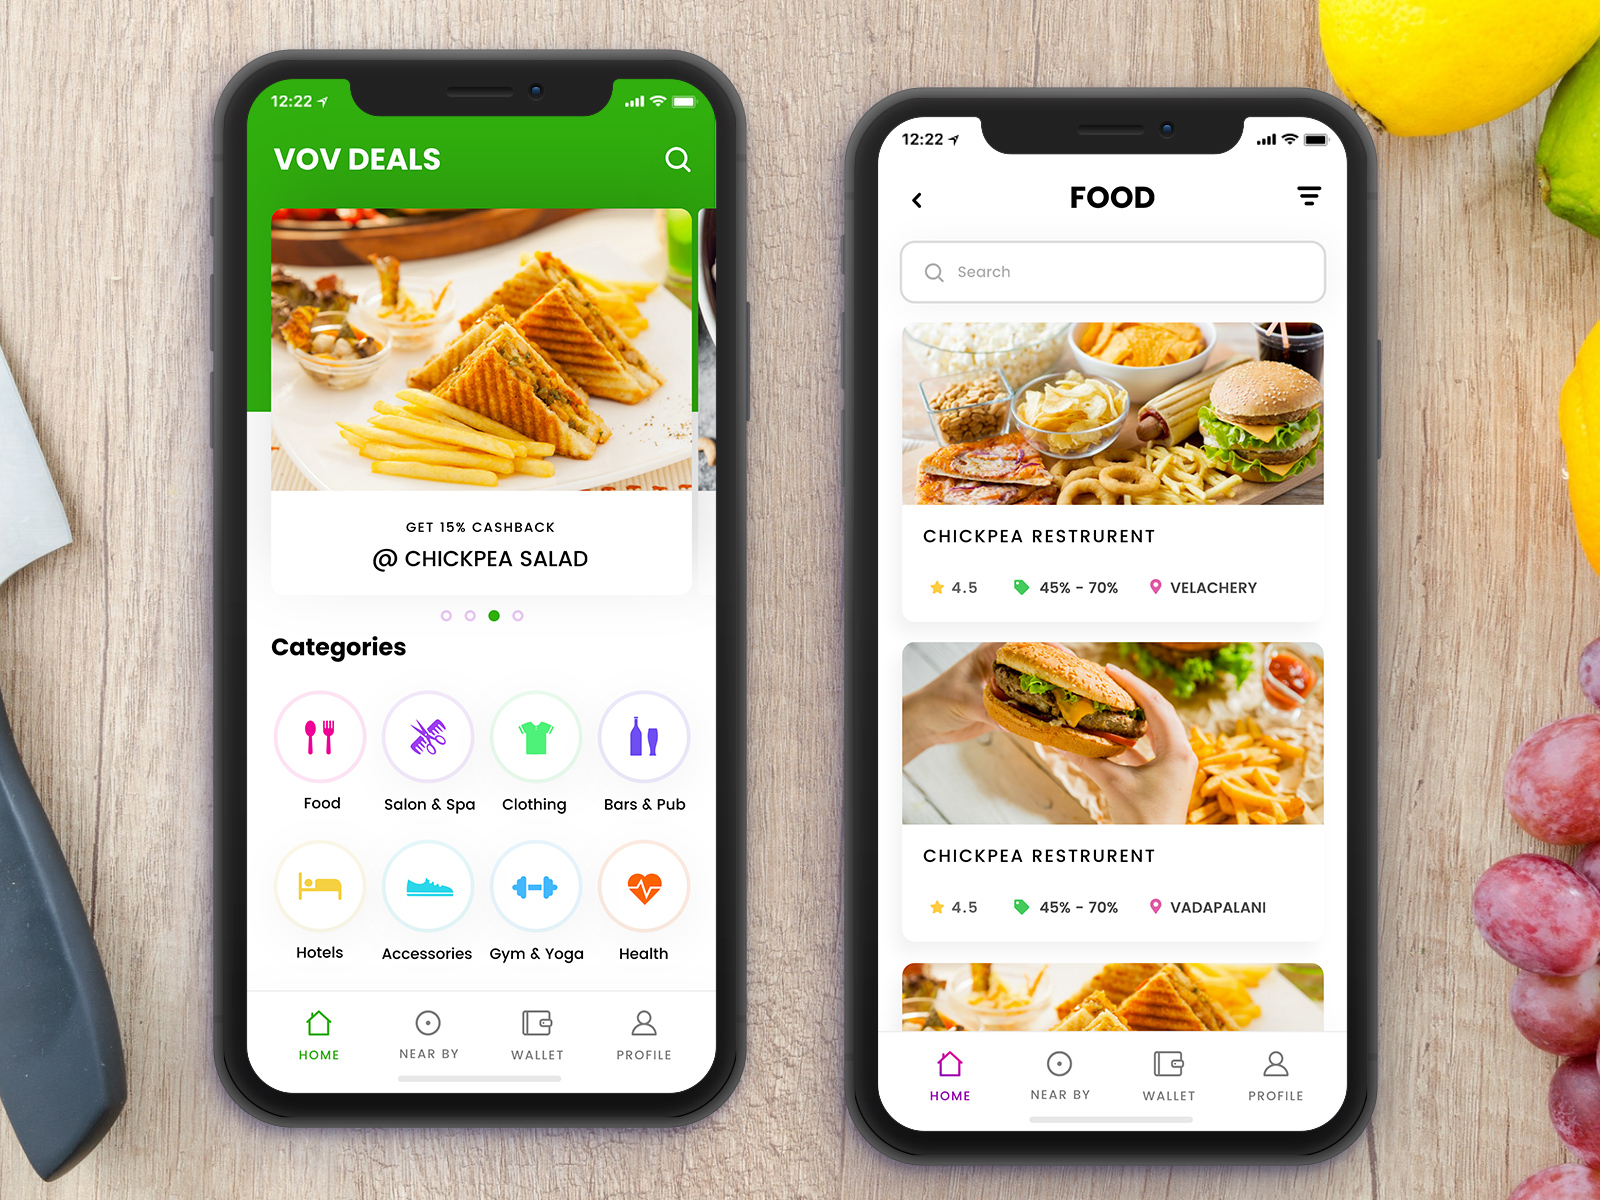 12:22
VOV DEALS
GET 15% CASHBACK
@ CHICKPEA SALAD
Categories
Food
Salon & Spa
Clothing
Bars & Pub
Hotels
Accessories
Gym & Yoga
Health
HOME
NEAR BY
WALLET
PROFILE
12:22
FOOD
Search
CHICKPEA RESTRURENT
4.5
45% - 70%
VELACHERY
CHICKPEA RESTRURENT
4.5
45% - 70%
VADAPALANI
HOME
NEAR BY
WALLET
PROFILE